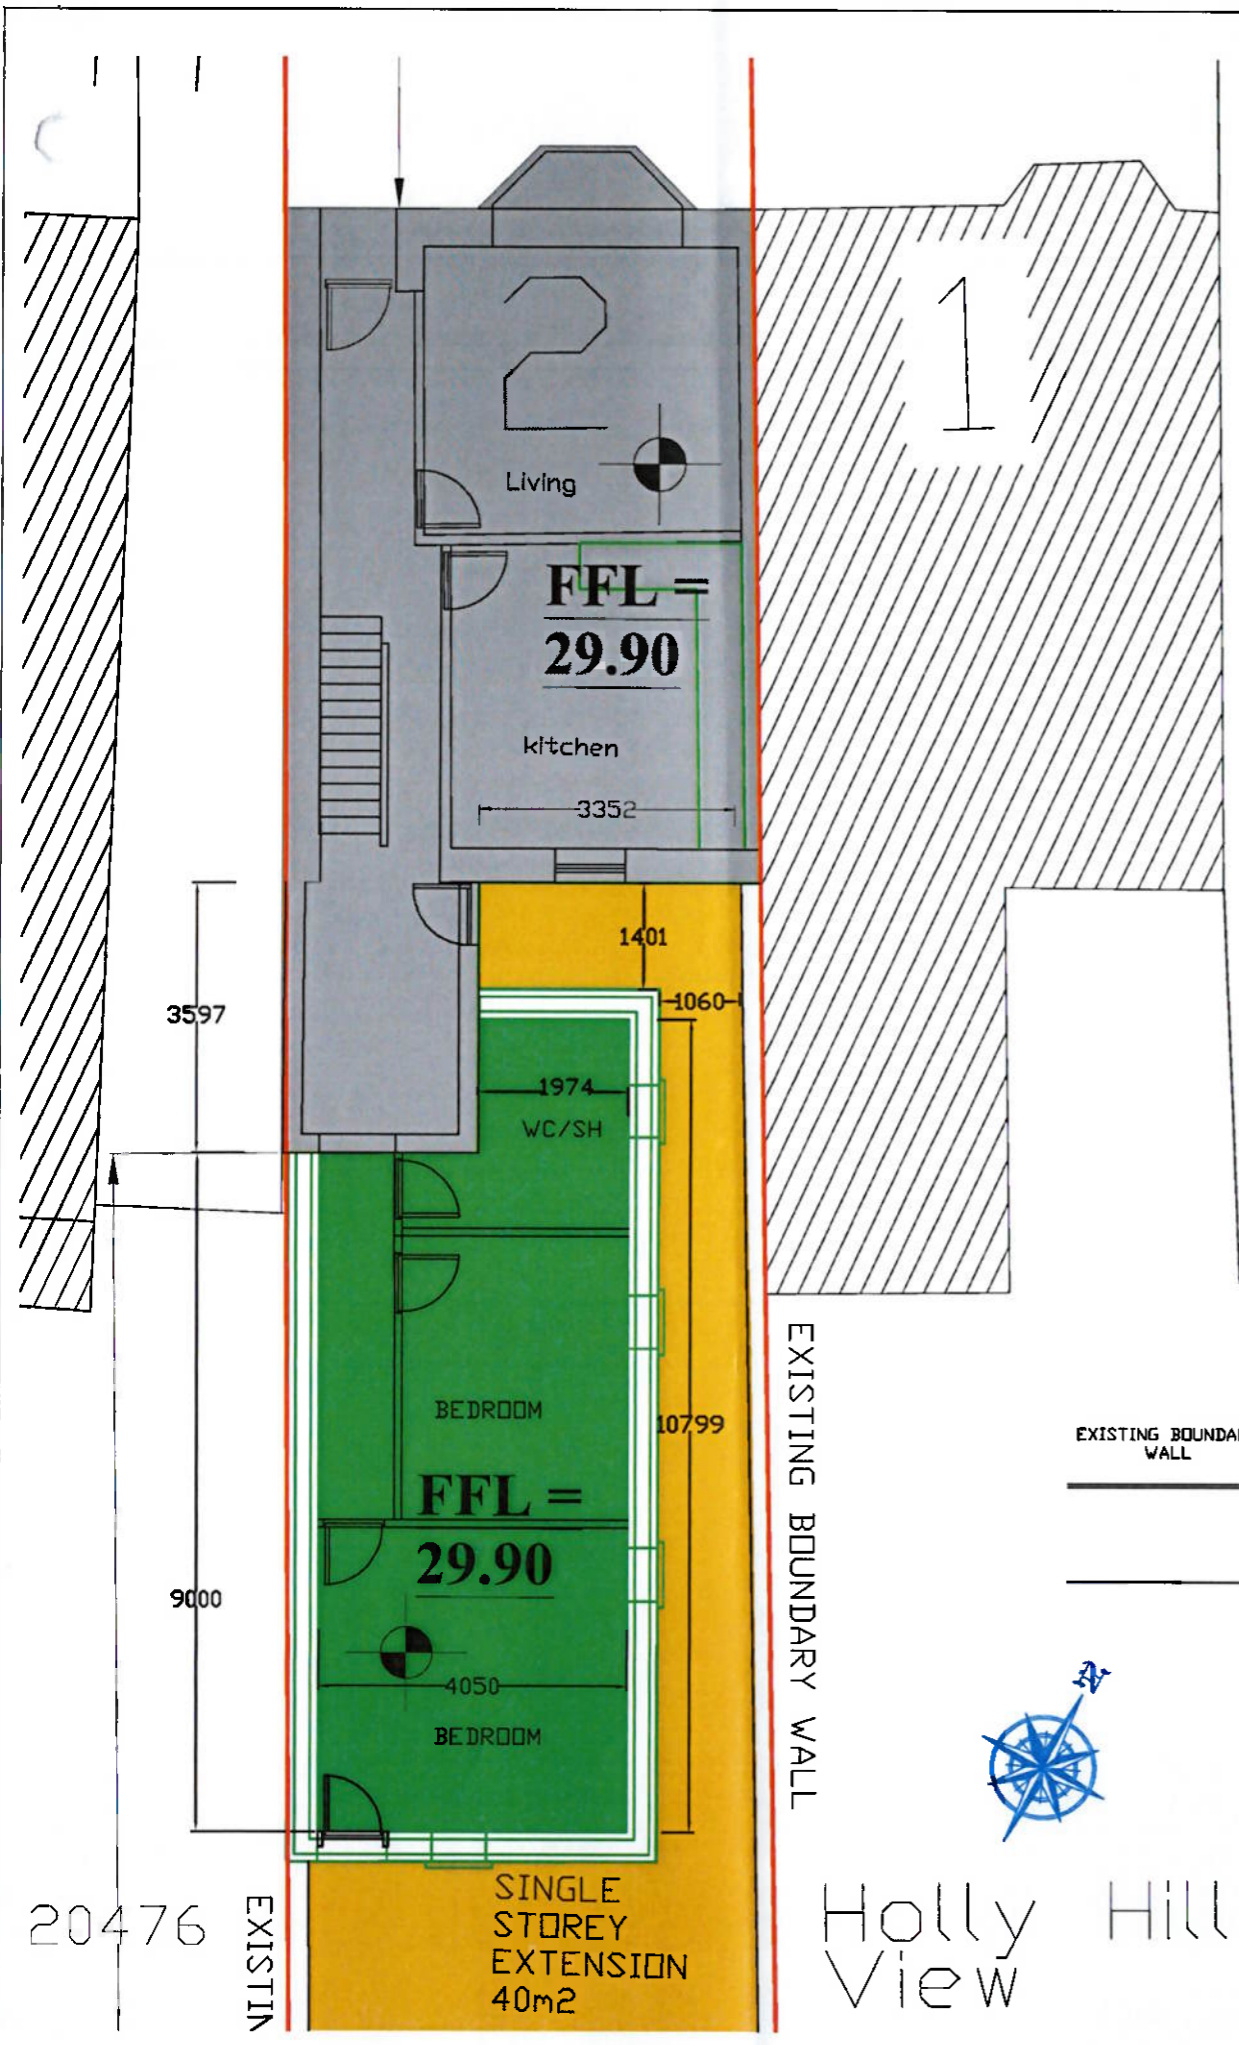 2
1
Living
FFL =
29.90
kitchen
3352
1401
1060
3597
1974
WC/SH
BEDROOM
10799
FFL =
29.90
9000
4050
BEDROOM
EXISTING BOUNDARY WALL
EXISTING BOUNDAR
WALL
N
SINGLE
STOREY
EXTENSION
40m2
20476
EXISTIN
Holly Hill
View